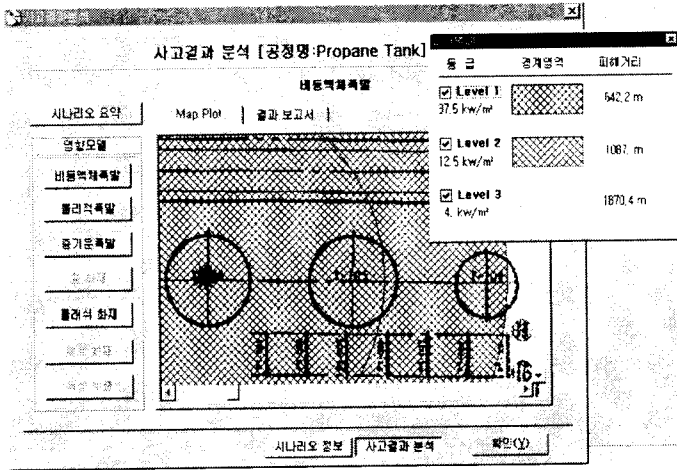 사고결과 분석 [공정명:Propane Tank]
비등액체폭발
시나리오 요약
Map Plot
결과 보고서
영향모델
비등액체폭발
물리적폭발
증기운폭발
플래쉬 화재
등 급
경계영역
피해거리
Level 1
37.5 kw/m²
642.2 m
Level 2
12.5 kw/m²
1087. m
Level 3
4. kw/m²
1870.4 m
시나리오 정보
사고결과 분석
확인(Y)